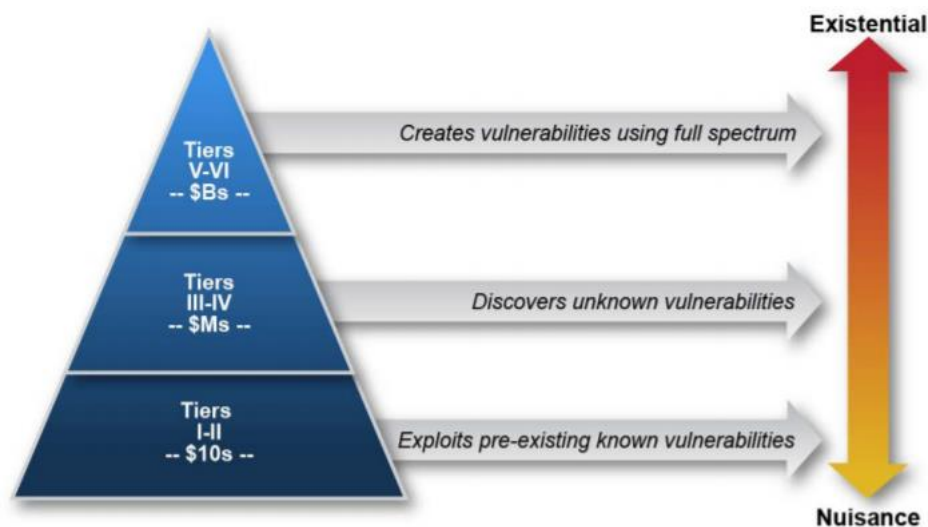 Existential
Creates vulnerabilities using full spectrum
Tiers
V-VI
-- $Bs --
Discovers unknown vulnerabilities
Tiers
III-IV
-- $Ms --
Exploits pre-existing known vulnerabilities
Tiers
I-II
-- $10s --
Nuisance